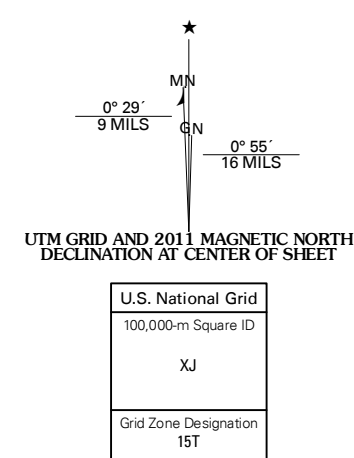 ★
MN
0° 29´
9 MILS
GN
0° 55´
16 MILS
UTM GRID AND 2011 MAGNETIC NORTH
DECLINATION AT CENTER OF SHEET
U.S. National Grid
100,000-m Square ID
XJ
Grid Zone Designation
15T